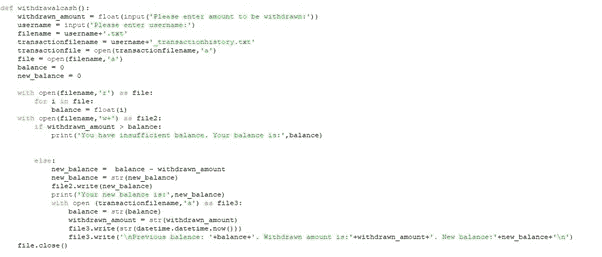 def withdrawalcash():
    withdrawn_amount = float(input('Please enter amount to be withdrawn:'))
    username = input('Please enter username:')
    filename = username+'.txt'
    transactionfilename = username+'_transactionhistory.txt'
    transactionfile = open(transactionfilename,'a')
    file = open(filename,'a')
    balance = 0
    new_balance = 0
    with open(filename,'r') as file:
        for i in file:
            balance = float(i)
    with open(filename,'w+') as file2:
        if withdrawn_amount > balance:
            print('You have insufficient balance. Your balance is:',balance)
        else:
            new_balance =  balance - withdrawn_amount
            new_balance = str(new_balance)
            file2.write(new_balance)
            print('Your new balance is:',new_balance)
            with open (transactionfilename,'a') as file3:
                balance = str(balance)
                withdrawn_amount = str(withdrawn_amount)
                file3.write(str(datetime.datetime.now()))
                file3.write('\nPrevious balance: '+balance+'. Withdrawn amount is:'+withdrawn_amount+'. New balance:'+new_balance+'\n')
    file.close()